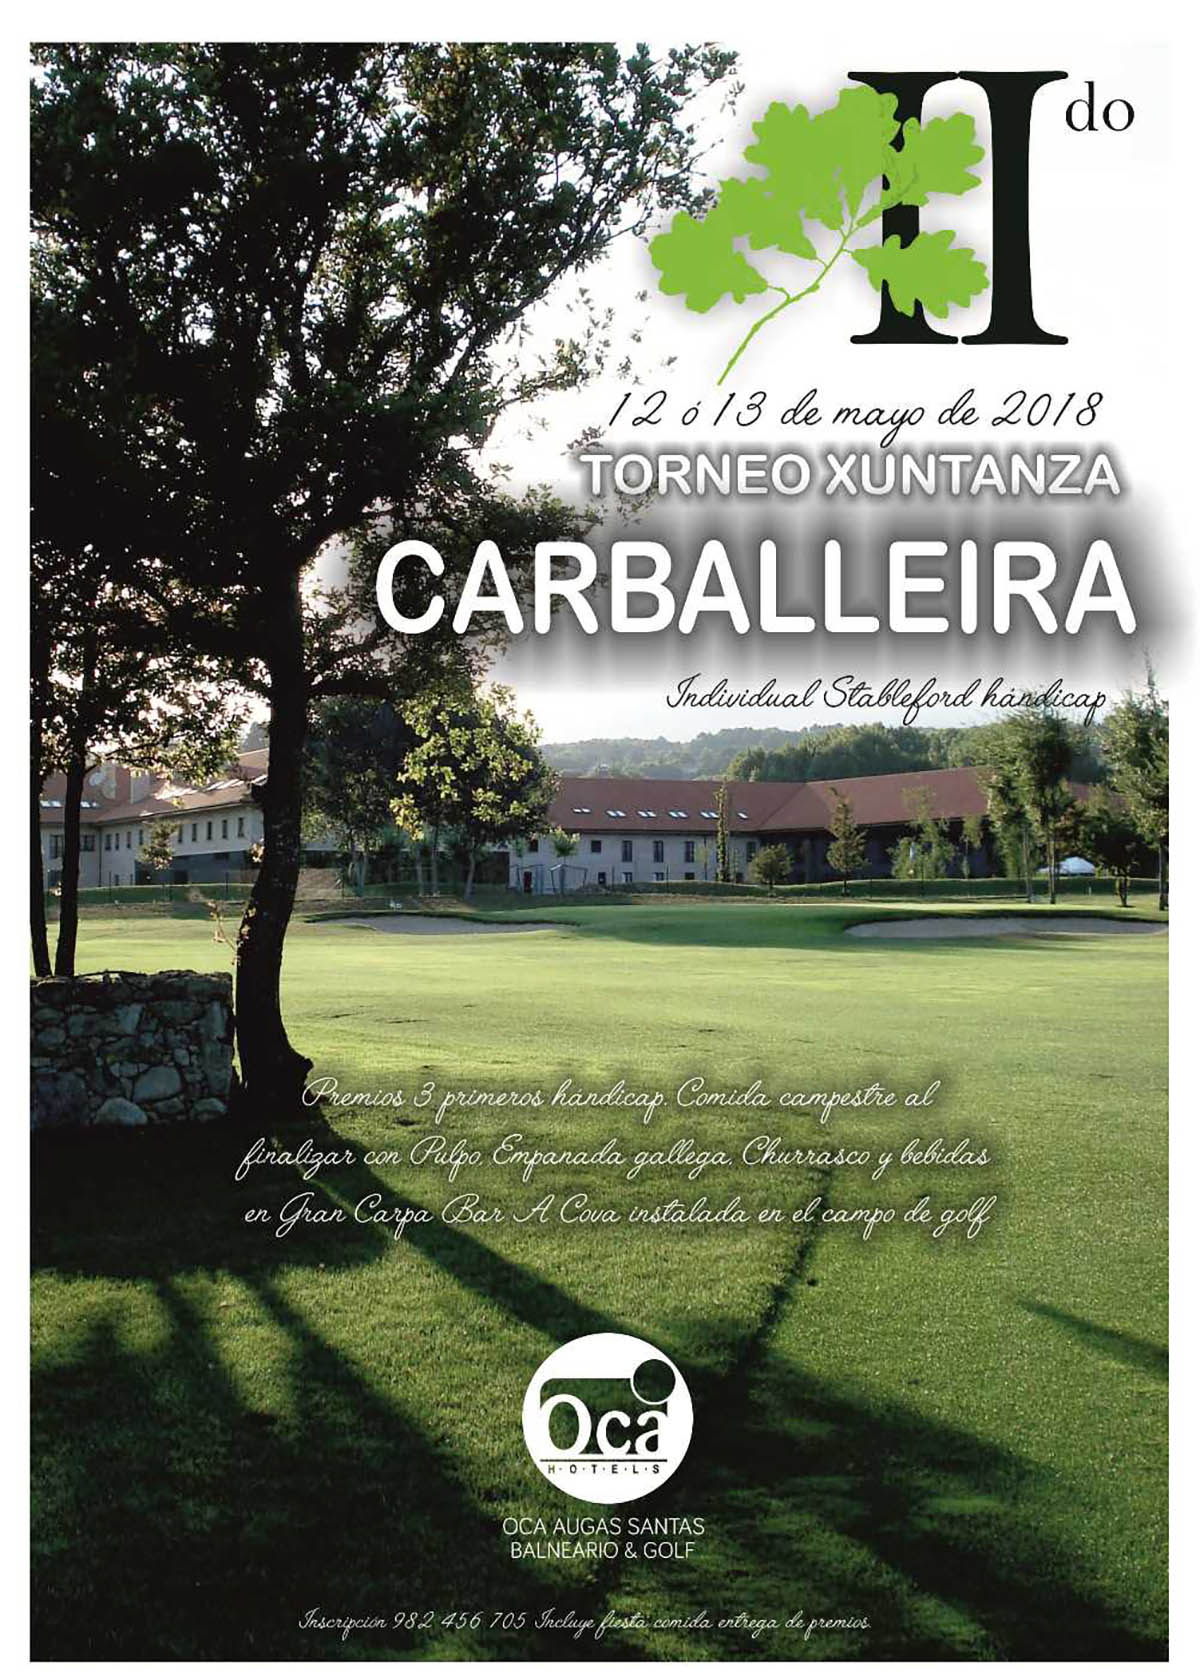 II do
12 ó 13 de mayo de 2018
TORNEO XUNTANZA
CARBALLEIRA
Individual Stableford hándicap
Premios 3 primeros hándicap. Comida campestre al
finalizar con Pulpo, Empanada gallega, Churrasco y bebidas
en Gran Carpa Bar A Cova instalada en el campo de golf
Oca
H·O·T·E·L·S
OCA AUGAS SANTAS
BALNEARIO & GOLF
Inscripción 982 456 705 Incluye fiesta comida entrega de premios.